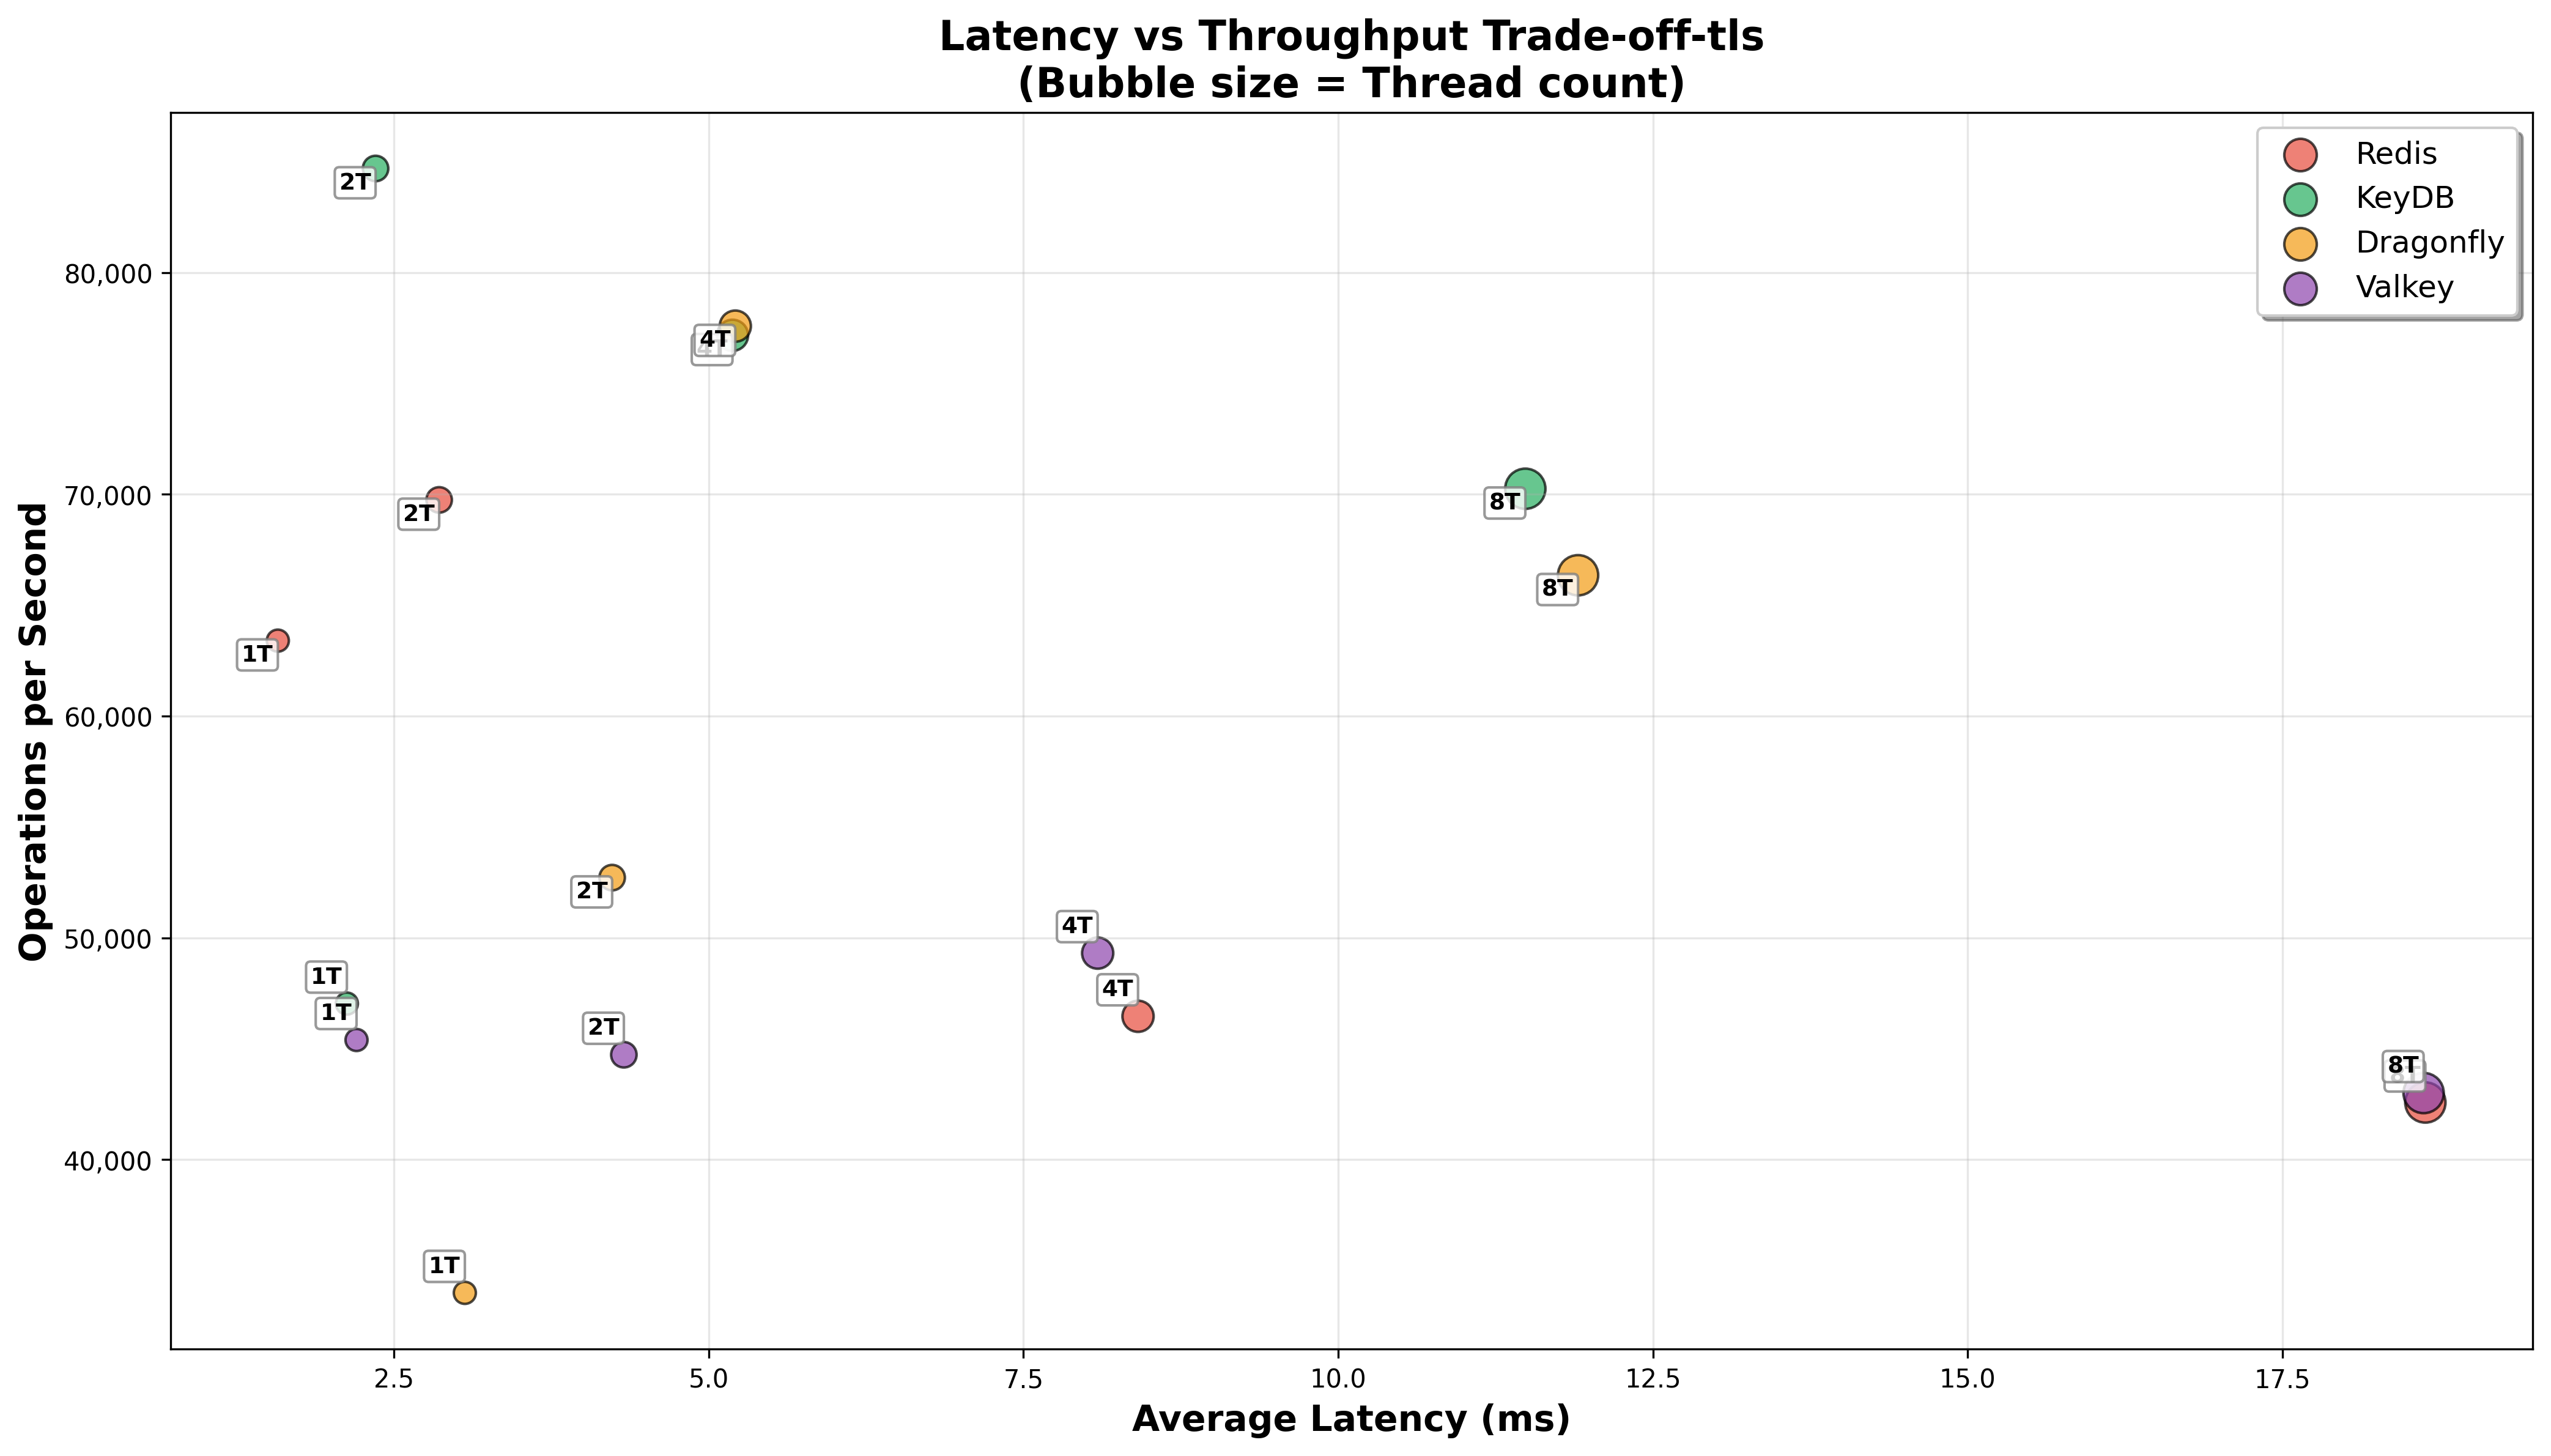 Latency vs Throughput Trade-off-tls
(Bubble size = Thread count)
Redis
KeyDB
Dragonfly
Valkey
Operations per Second
80,000
70,000
60,000
50,000
40,000
2T
4T
4T
2T
8T
8T
1T
2T
4T
1T
4T
1T
2T
8T
8T
1T
2.5
5.0
7.5
10.0
12.5
15.0
17.5
Average Latency (ms)